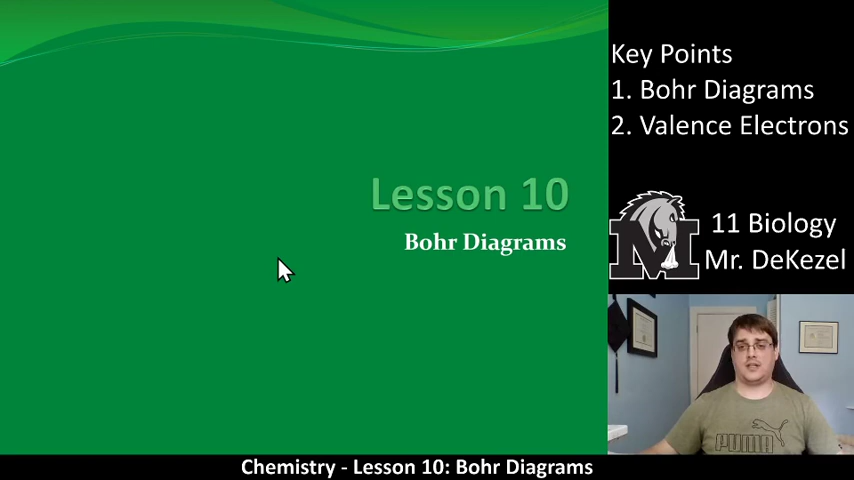 Lesson 10
Bohr Diagrams
Key Points
1. Bohr Diagrams
2. Valence Electrons
M
11 Biology
Mr. DeKezel
PUMA
Chemistry - Lesson 10: Bohr Diagrams